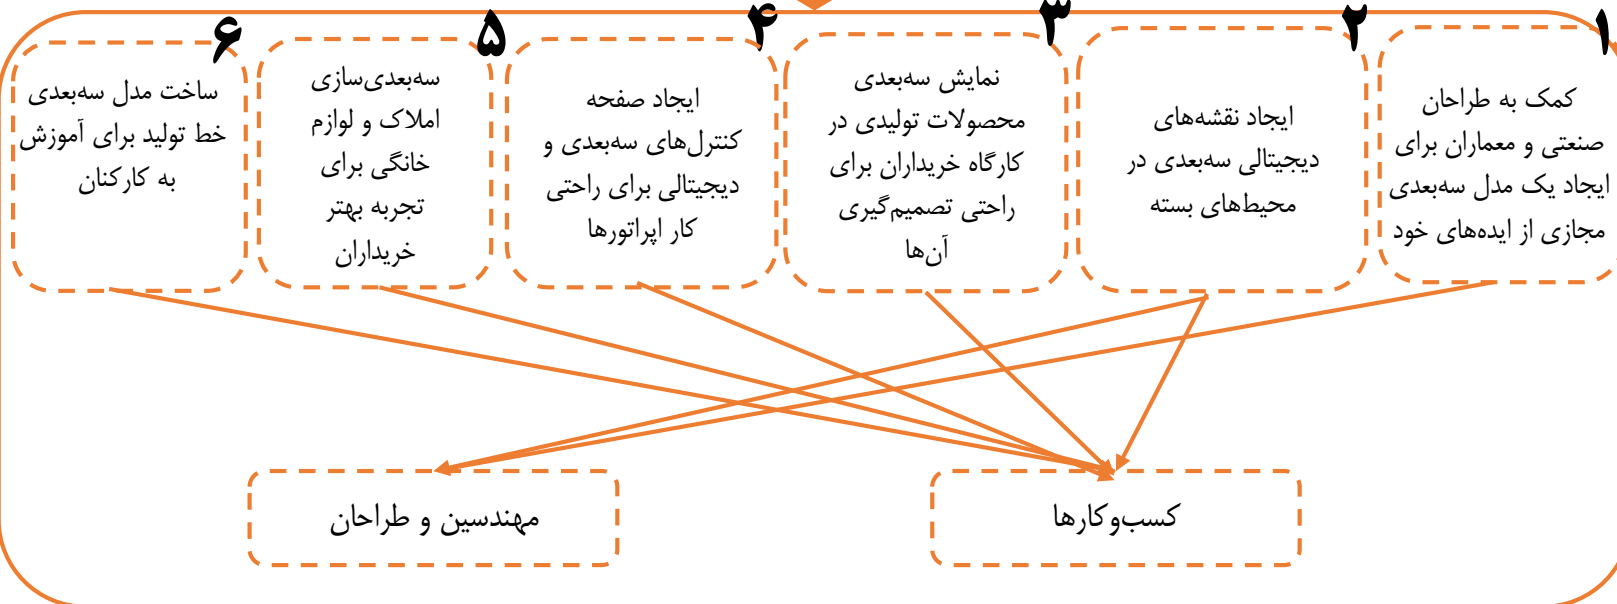 ۱
کمک به طراحان
صنعتی و معماران برای
ایجاد یک مدل سه‌بعدی
مجازی از ایده‌های خود
۲
ایجاد نقشه‌های
دیجیتالی سه‌بعدی در
محیط‌های بسته
۳
نمایش سه‌بعدی
محصولات تولیدی در
کارگاه خریداران برای
راحتی تصمیم‌گیری
آن‌ها
۴
ایجاد صفحه
کنترل‌های سه‌بعدی و
دیجیتالی برای راحتی
کار اپراتورها
۵
سه‌بعدی‌سازی
املاک و لوازم
خانگی برای
تجربه بهتر
خریداران
۶
ساخت مدل سه‌بعدی
خط تولید برای آموزش
به کارکنان
کسب‌وکارها
مهندسین و طراحان